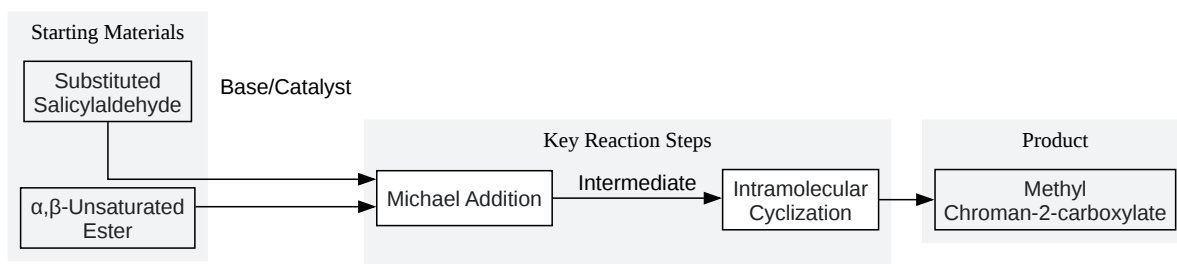 Starting Materials
Substituted
Salicylaldehyde
Base/Catalyst
α,β-Unsaturated
Ester
Key Reaction Steps
Michael Addition
Intermediate
Intramolecular
Cyclization
Product
Methyl
Chroman-2-carboxylate